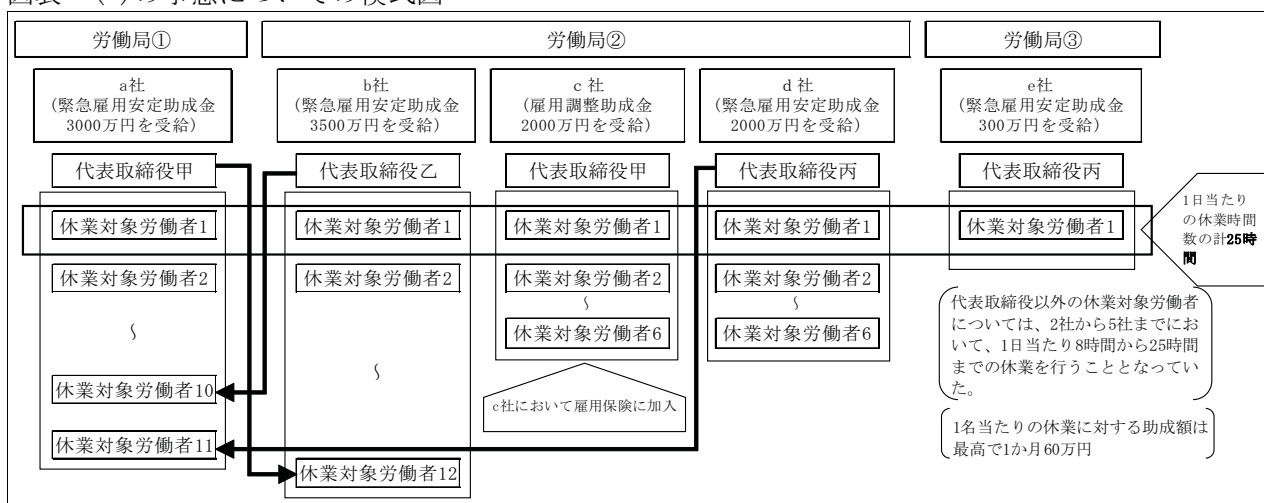 労働局①
労働局②
労働局③
a社
(緊急雇用安定助成金
3000万円を受給)
b社
(緊急雇用安定助成金
3500万円を受給)
c 社
(雇用調整助成金
2000万円を受給)
d 社
(緊急雇用安定助成金
2000万円を受給)
e社
(緊急雇用安定助成金
300万円を受給)
代表取締役甲
代表取締役乙
代表取締役甲
代表取締役丙
代表取締役丙
休業対象労働者1
休業対象労働者1
休業対象労働者1
休業対象労働者1
休業対象労働者1
1日当たり
の休業時間
数の計25時
間
休業対象労働者2
休業対象労働者2
休業対象労働者2
休業対象労働者2
~
~
~
~
休業対象労働者6
休業対象労働者6
代表取締役以外の休業対象労働者
については、2社から5社までにお
いて、1日当たり8時間から25時間
までの休業を行うこととなってい
た。
休業対象労働者10
c社において雇用保険に加入
休業対象労働者11
1名当たりの休業に対する助成額は
最高で1か月60万円
休業対象労働者12